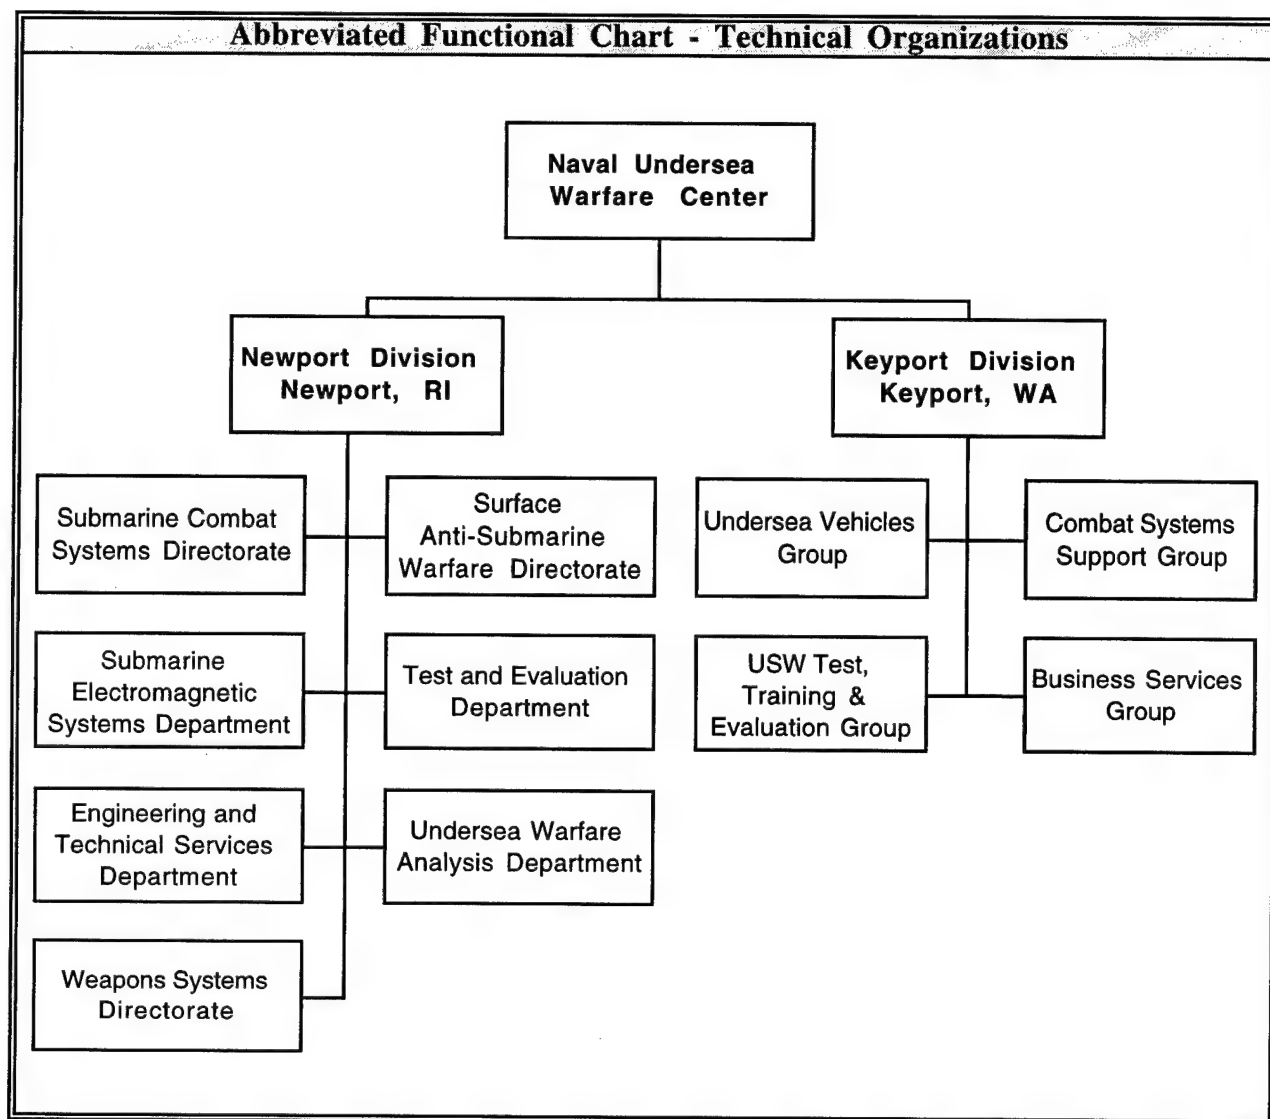 Abbreviated Functional Chart - Technical Organizations
Naval Undersea
Warfare Center
Newport Division
Newport, RI
Keyport Division
Keyport, WA
Submarine Combat
Systems Directorate
Surface
Anti-Submarine
Warfare Directorate
Undersea Vehicles
Group
Combat Systems
Support Group
Submarine
Electromagnetic
Systems Department
Test and Evaluation
Department
USW Test,
Training &
Evaluation Group
Business Services
Group
Engineering and
Technical Services
Department
Undersea Warfare
Analysis Department
Weapons Systems
Directorate